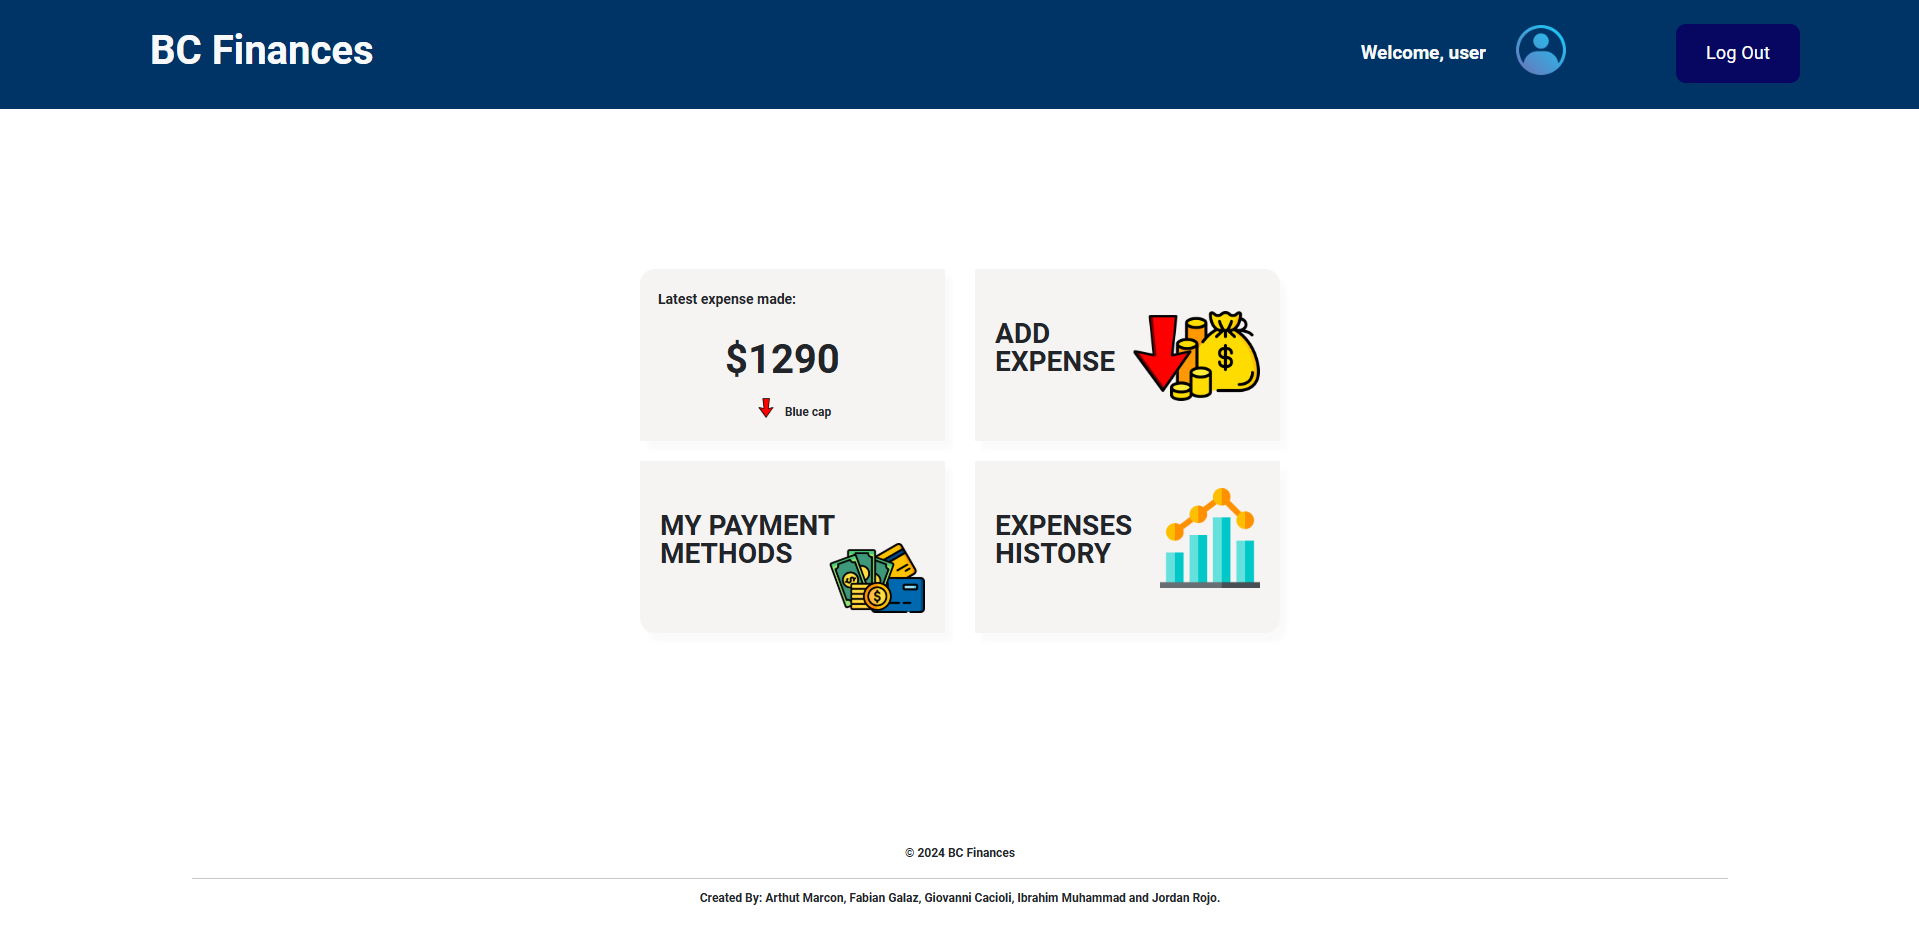 BC Finances
Welcome, user
Log Out
Latest expense made:
$1290
Blue cap
ADD
EXPENSE
$
MY PAYMENT
METHODS
$
$
EXPENSES
HISTORY
© 2024 BC Finances
Created By: Arthut Marcon, Fabian Galaz, Giovanni Cacioli, Ibrahim Muhammad and Jordan Rojo.